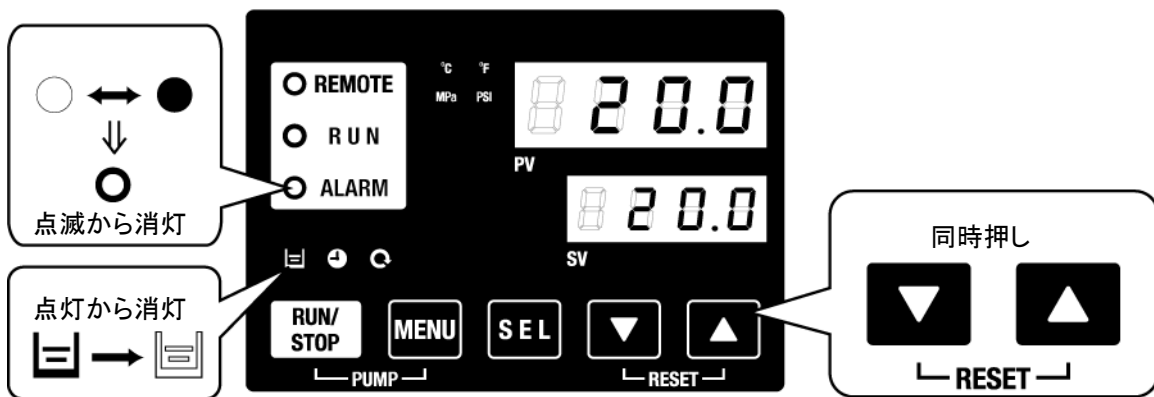 点滅から消灯
点灯から消灯
REMOTE
RUN
ALARM
°C °F
MPa PSI
20.0
PV
20.0
SV
RUN/
STOP
MENU
SEL
PUMP
RESET
同時押し
RESET